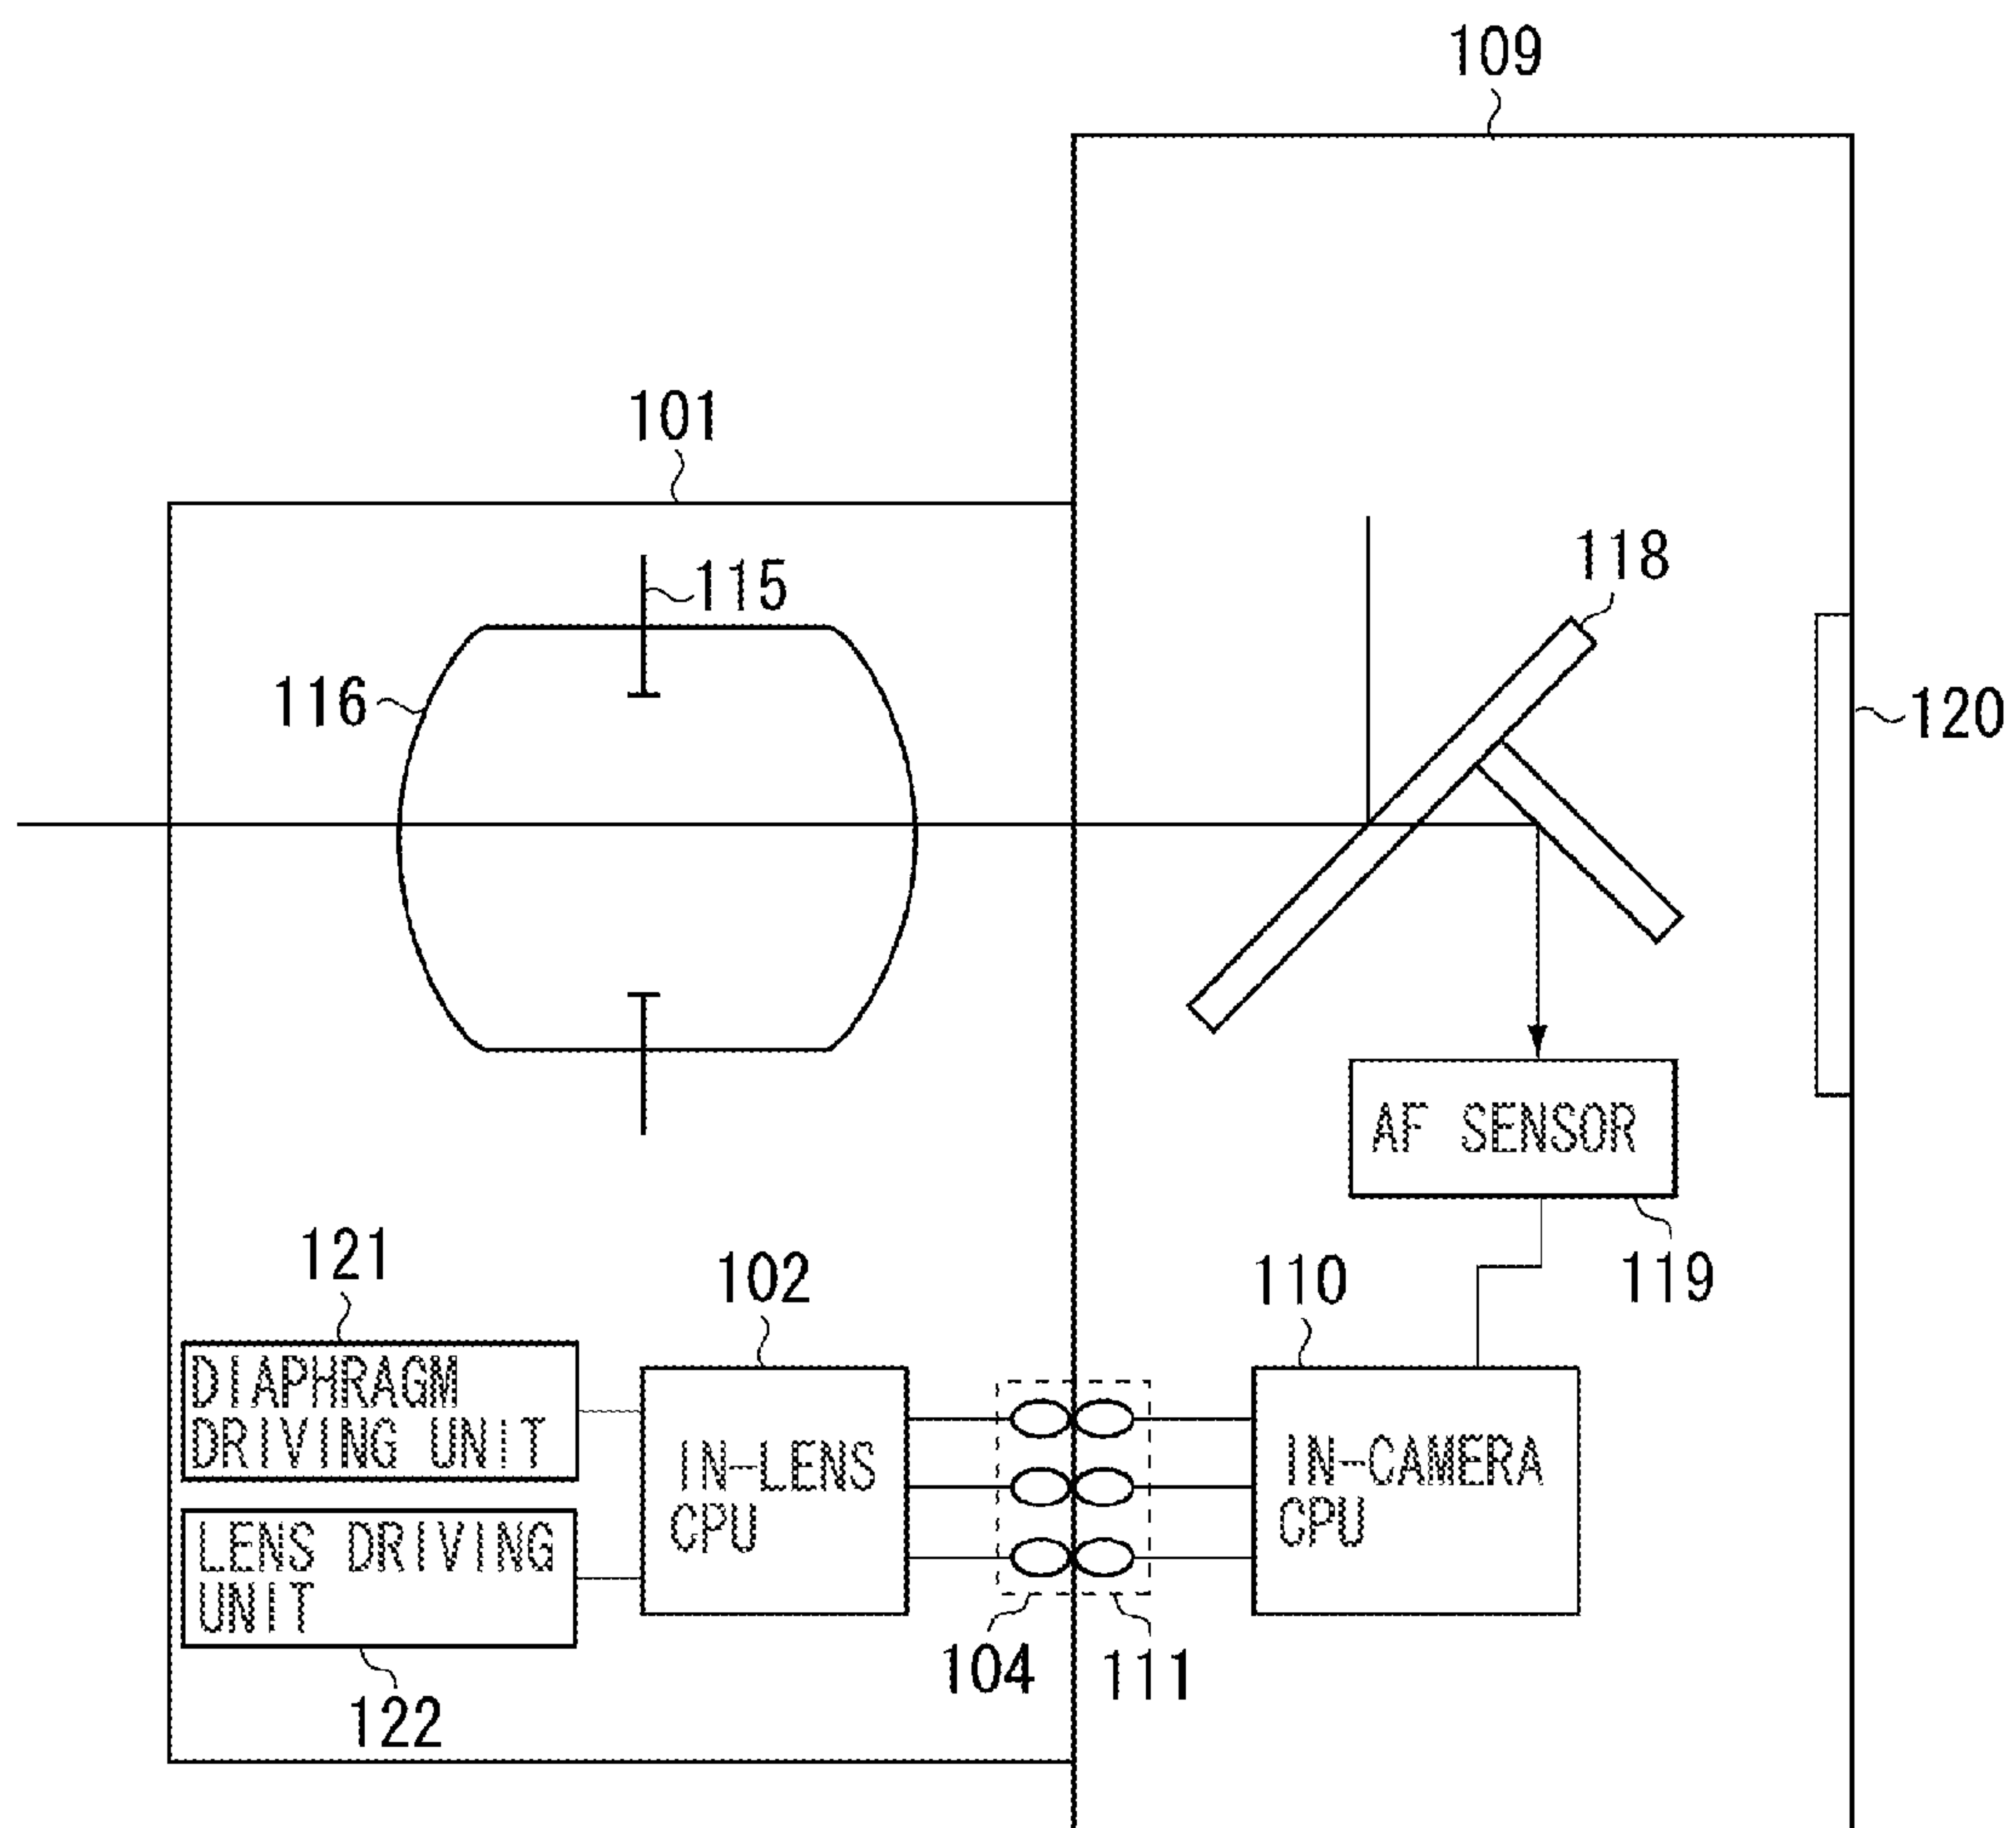 109
101
115
118
116
120
AF SENSOR
121
102
110
119
DIAPHRAGM
DRIVING UNIT
IN-LENS
CPU
IN-CAMERA
CPU
LENS DRIVING
UNIT
104
111
122